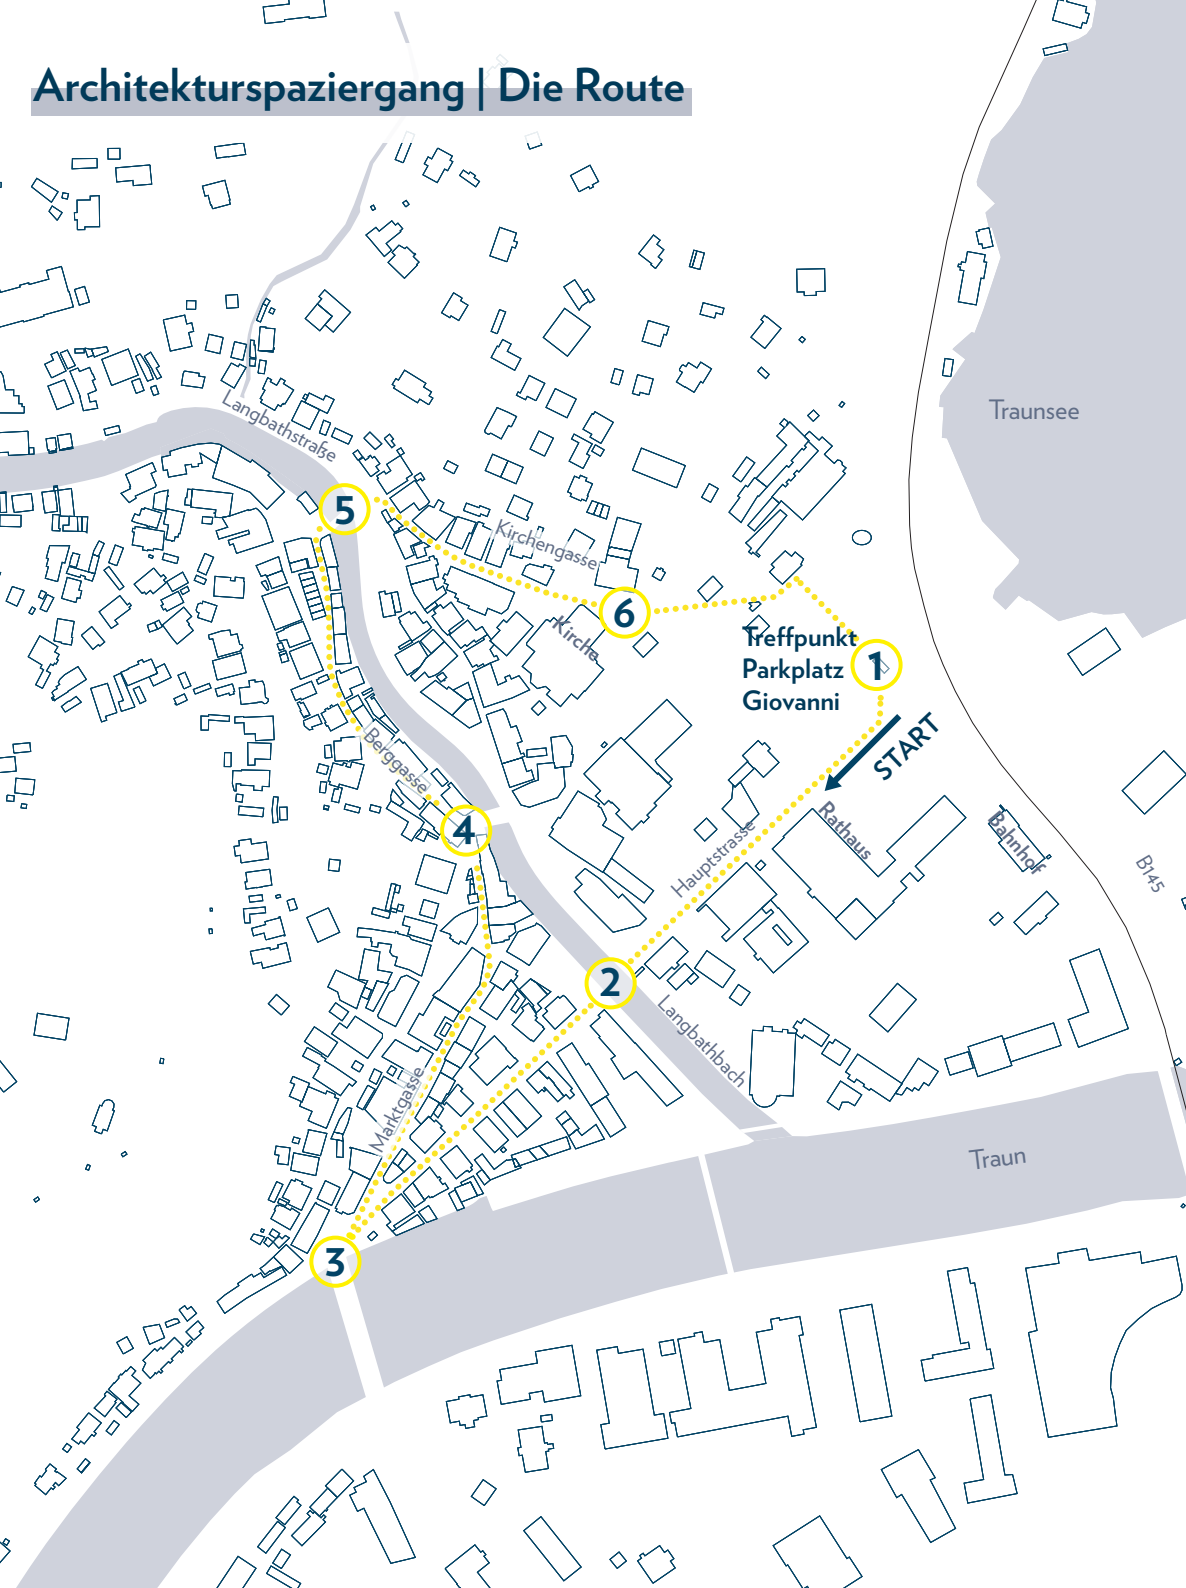 Architekturspaziergang | Die Route
Traunsee
Langbathstraße
5
Kirchengasse
6
Kirche
Treffpunkt
Parkplatz
Giovanni
1
START
Berggasse
4
Hauptstrasse
Rathaus
Bahnhof
B145
2
Langbathbach
Marktgasse
Traun
3